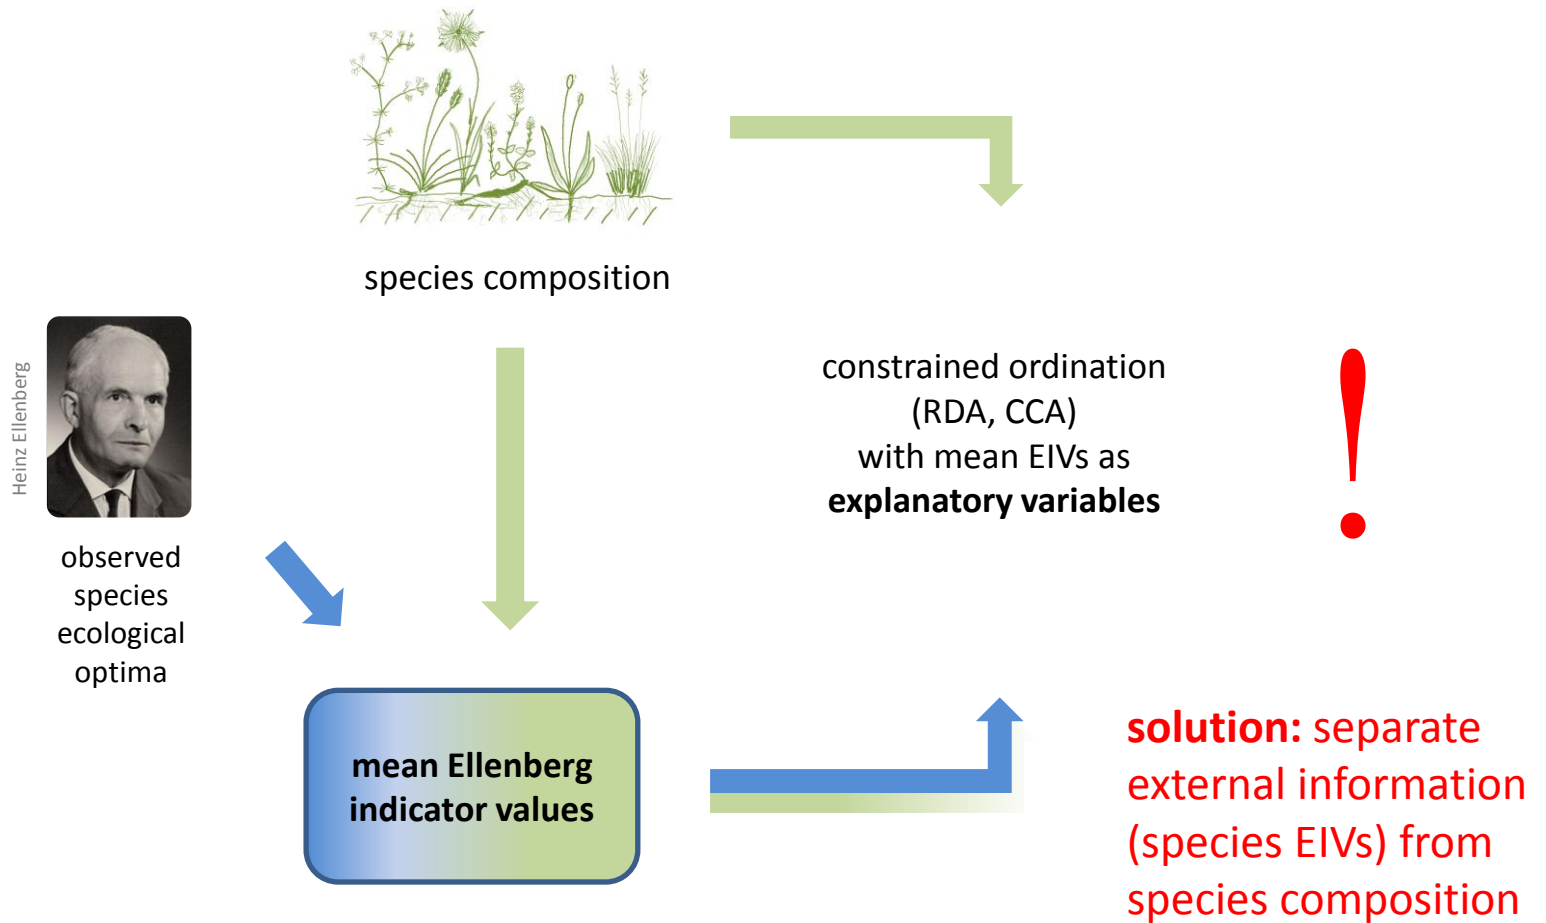 species composition
Heinz Ellenberg
observed
species
ecological
optima
constrained ordination
(RDA, CCA)
with mean EIVs as
explanatory variables
!
mean Ellenberg
indicator values
solution: separate
external information
(species EIVs) from
species composition